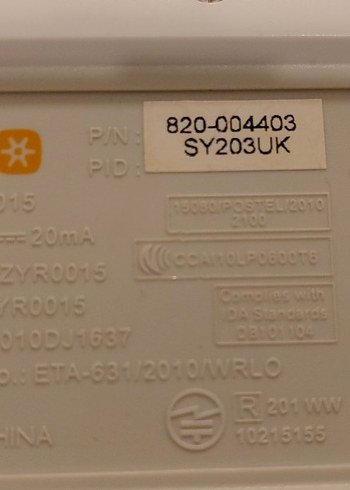 P/N :
820-004403
SY203UK
PID :
015
15080/POSTEL/2010
2100
20mA
ZYR0015
CCAI10LP0800T6
YR0015
Complies with
IDA Standards
DB101104
010DJ1637
o.: ETA-631/2010/WRLO
R 201 WW
10215155
HINA